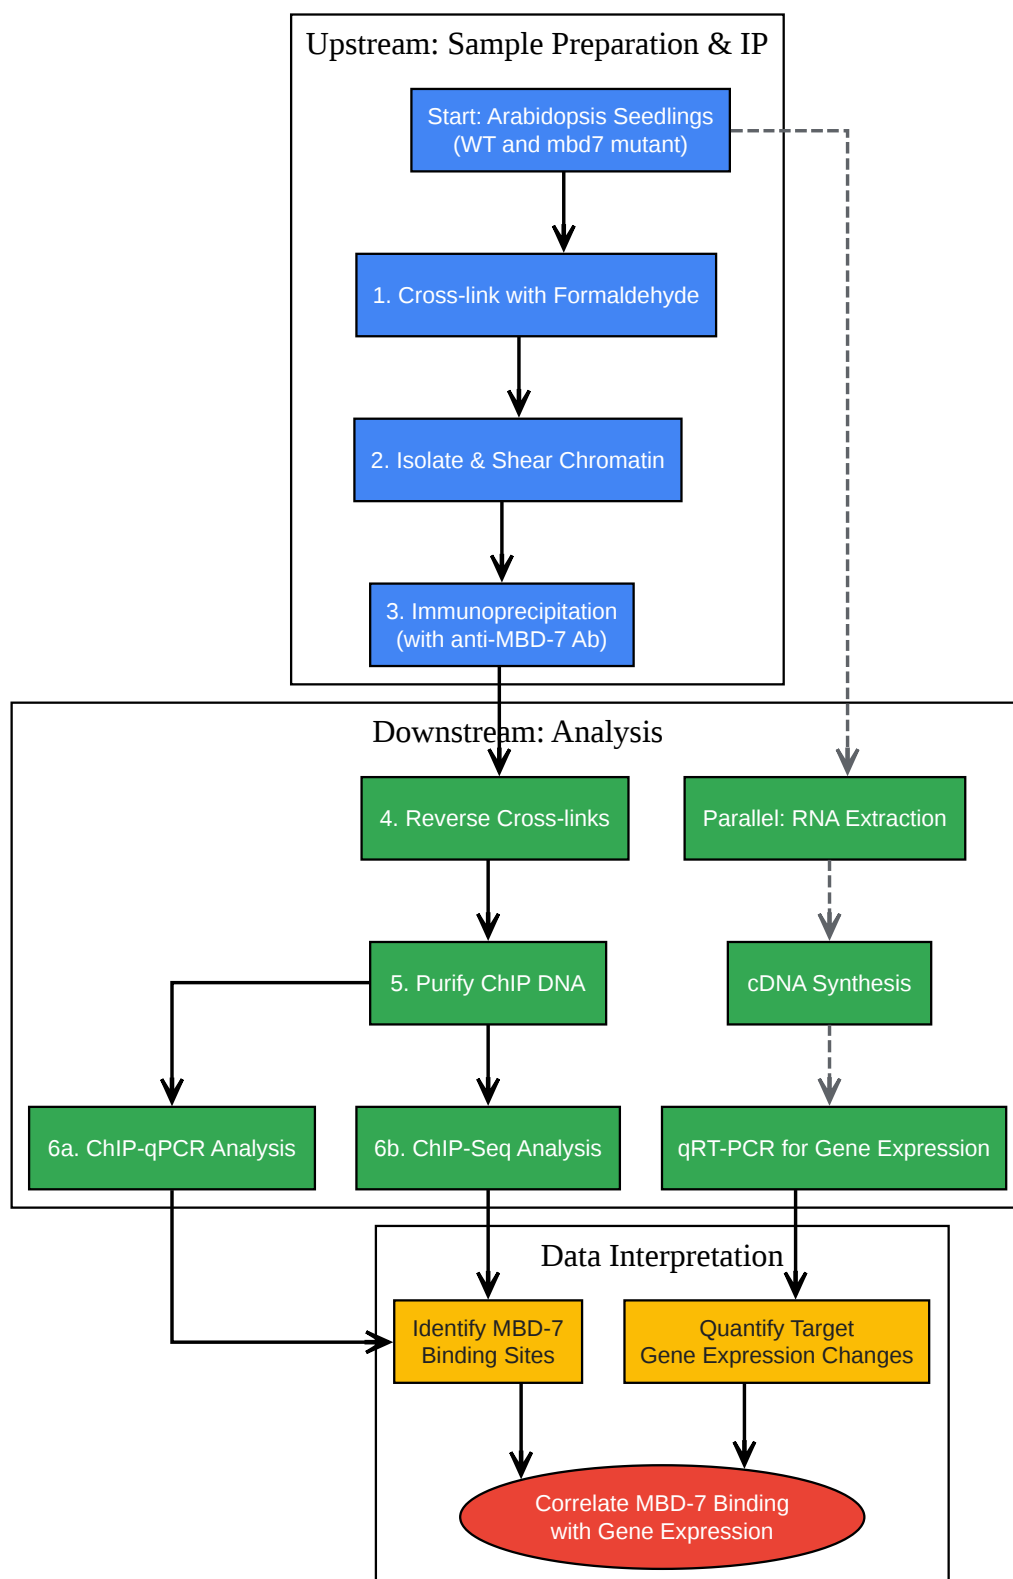 Upstream: Sample Preparation & IP
Start: Arabidopsis Seedlings
(WT and mbd7 mutant)
1. Cross-link with Formaldehyde
2. Isolate & Shear Chromatin
3. Immunoprecipitation
(with anti-MBD-7 Ab)
Downstream: Analysis
4. Reverse Cross-links
Parallel: RNA Extraction
5. Purify ChIP DNA
cDNA Synthesis
6a. ChIP-qPCR Analysis
6b. ChIP-Seq Analysis
qRT-PCR for Gene Expression
Data Interpretation
Identify MBD-7
Binding Sites
Quantify Target
Gene Expression Changes
Correlate MBD-7 Binding
with Gene Expression